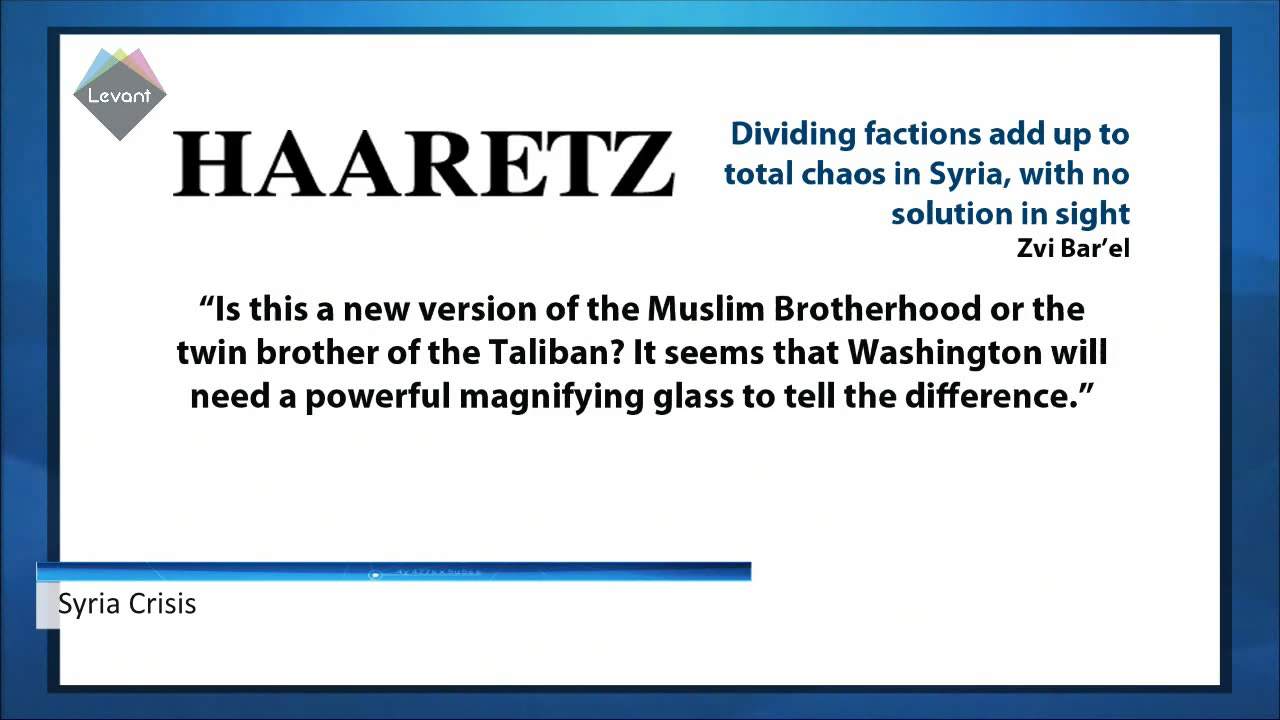 Levant
HAARETZ
Dividing factions add up to
total chaos in Syria, with no
solution in sight
Zvi Bar’el
“Is this a new version of the Muslim Brotherhood or the
twin brother of the Taliban? It seems that Washington will
need a powerful magnifying glass to tell the difference.”
Syria Crisis